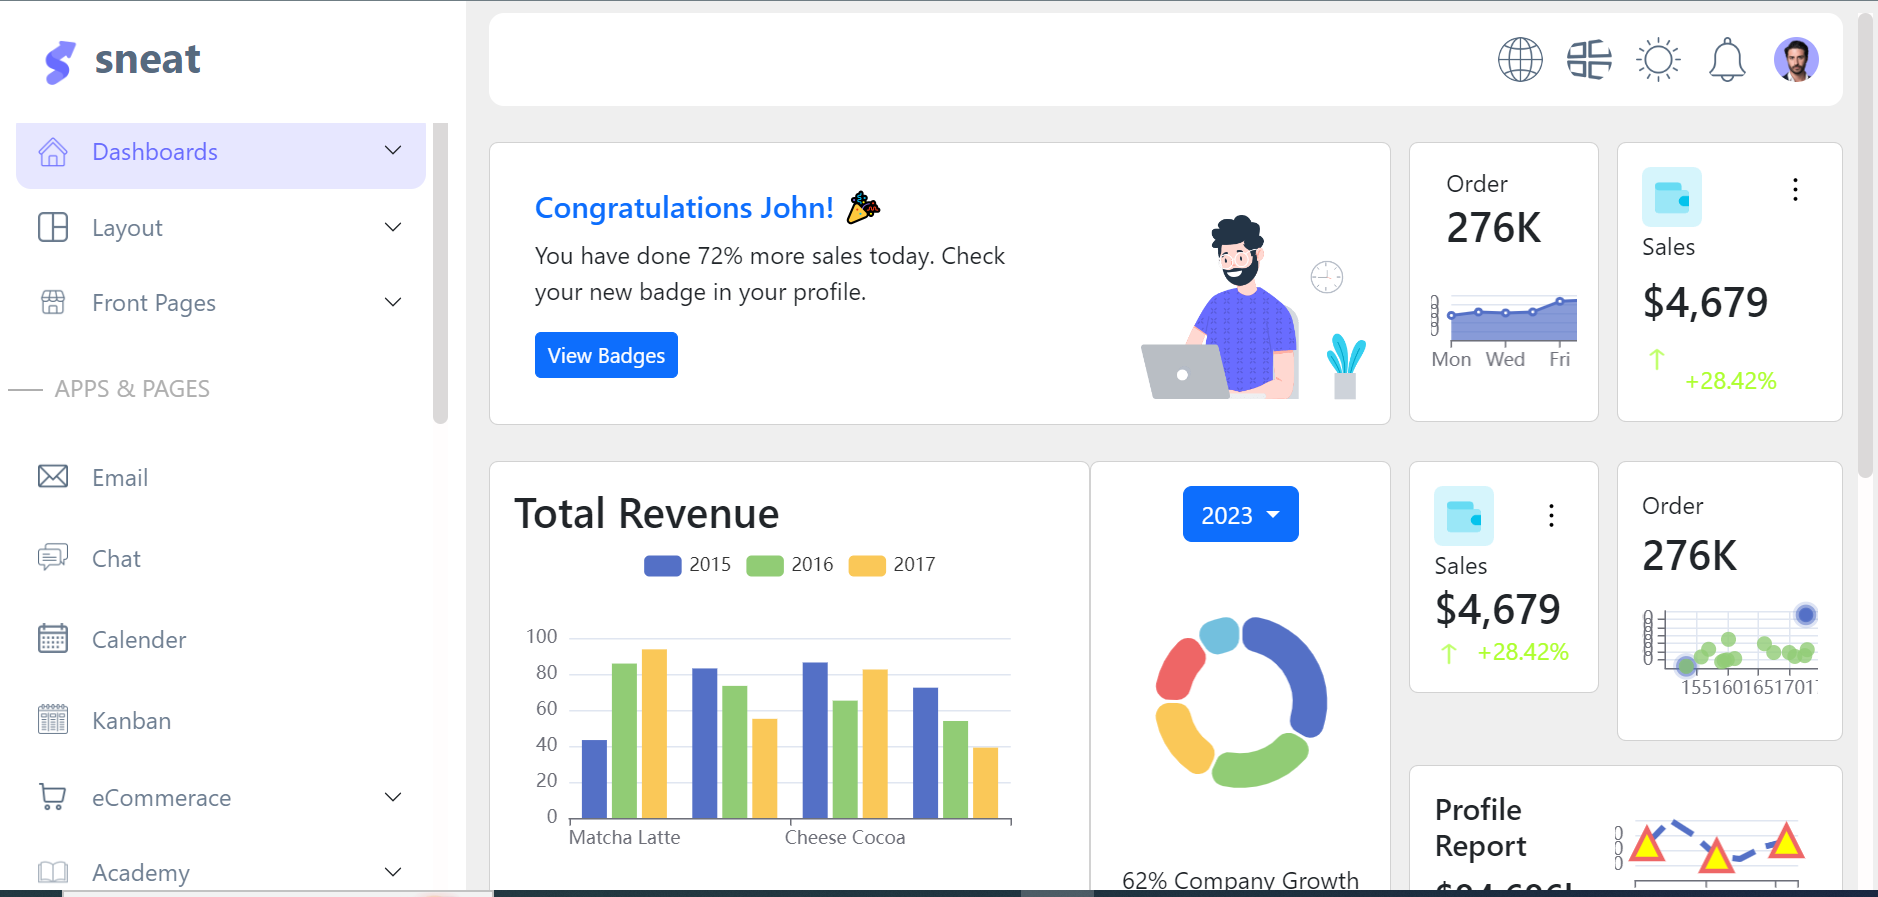 sneat
Dashboards
Layout
Front Pages
APPS & PAGES
Email
Chat
Calender
Kanban
eCommerace
Academy
Congratulations John!
You have done 72% more sales today. Check
your new badge in your profile.
View Badges
Order
276K
Mon Wed Fri
Sales
$4,679
+28.42%
Total Revenue
2015 2016 2017
100
80
60
40
20
0
Matcha Latte Cheese Cocoa
2023
62% Company Growth
Sales
$4,679
+28.42%
Order
276K
155160165170
Profile
Report